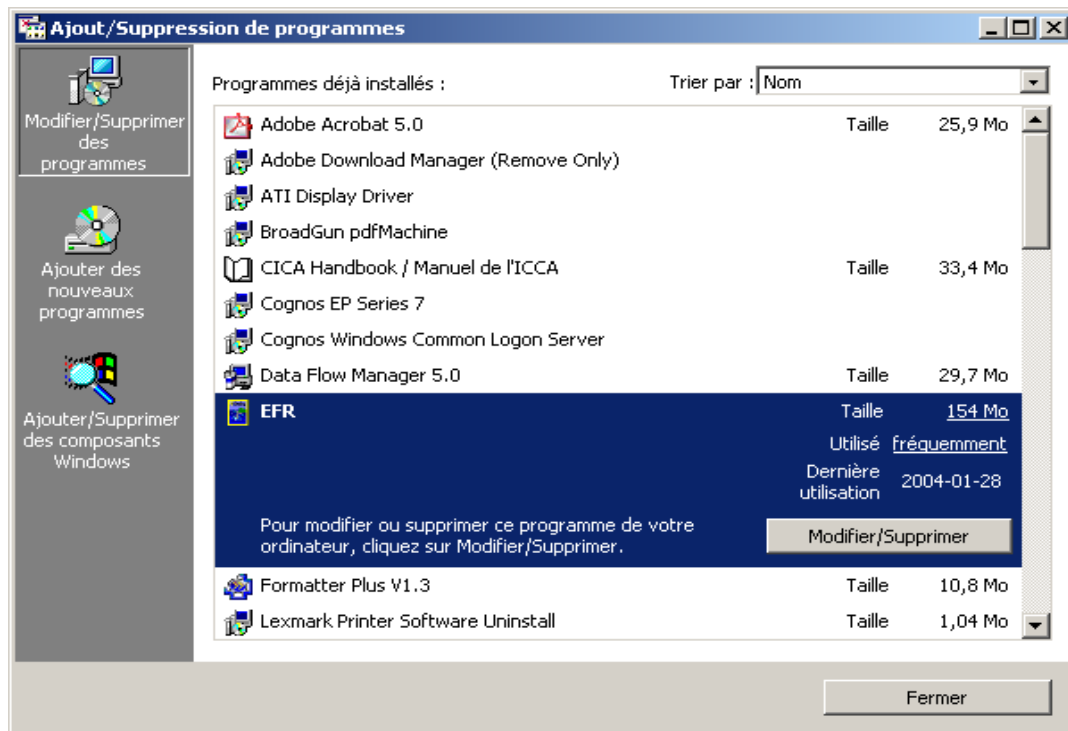 Ajout/Suppression de programmes
Modifier/Supprimer
des
programmes
Ajouter des
nouveaux
programmes
Ajouter/Supprimer
des composants
Windows
Programmes déjà installés :
Trier par : Nom
Adobe Acrobat 5.0 Taille 25,9 Mo
Adobe Download Manager (Remove Only)
ATI Display Driver
BroadGun pdfMachine
CICA Handbook / Manuel de l'ICCA Taille 33,4 Mo
Cognos EP Series 7
Cognos Windows Common Logon Server
Data Flow Manager 5.0 Taille 29,7 Mo
EFR Taille 154 Mo
Utilisé fréquemment
Dernière
utilisation 2004-01-28
Pour modifier ou supprimer ce programme de votre
ordinateur, cliquez sur Modifier/Supprimer.
Modifier/Supprimer
Formatter Plus V1.3 Taille 10,8 Mo
Lexmark Printer Software Uninstall Taille 1,04 Mo
Fermer